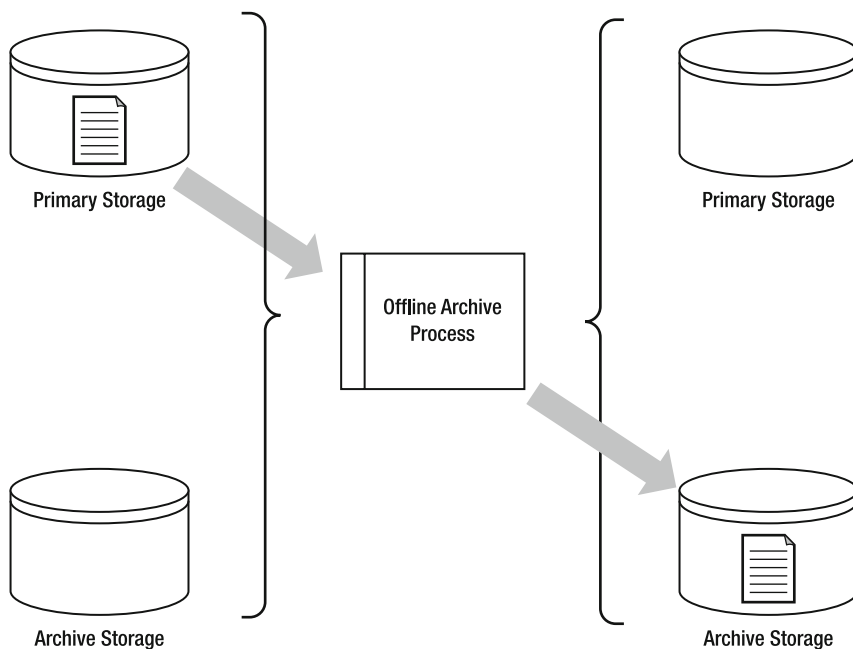 Primary Storage
Primary Storage
Offline Archive
Process
Archive Storage
Archive Storage